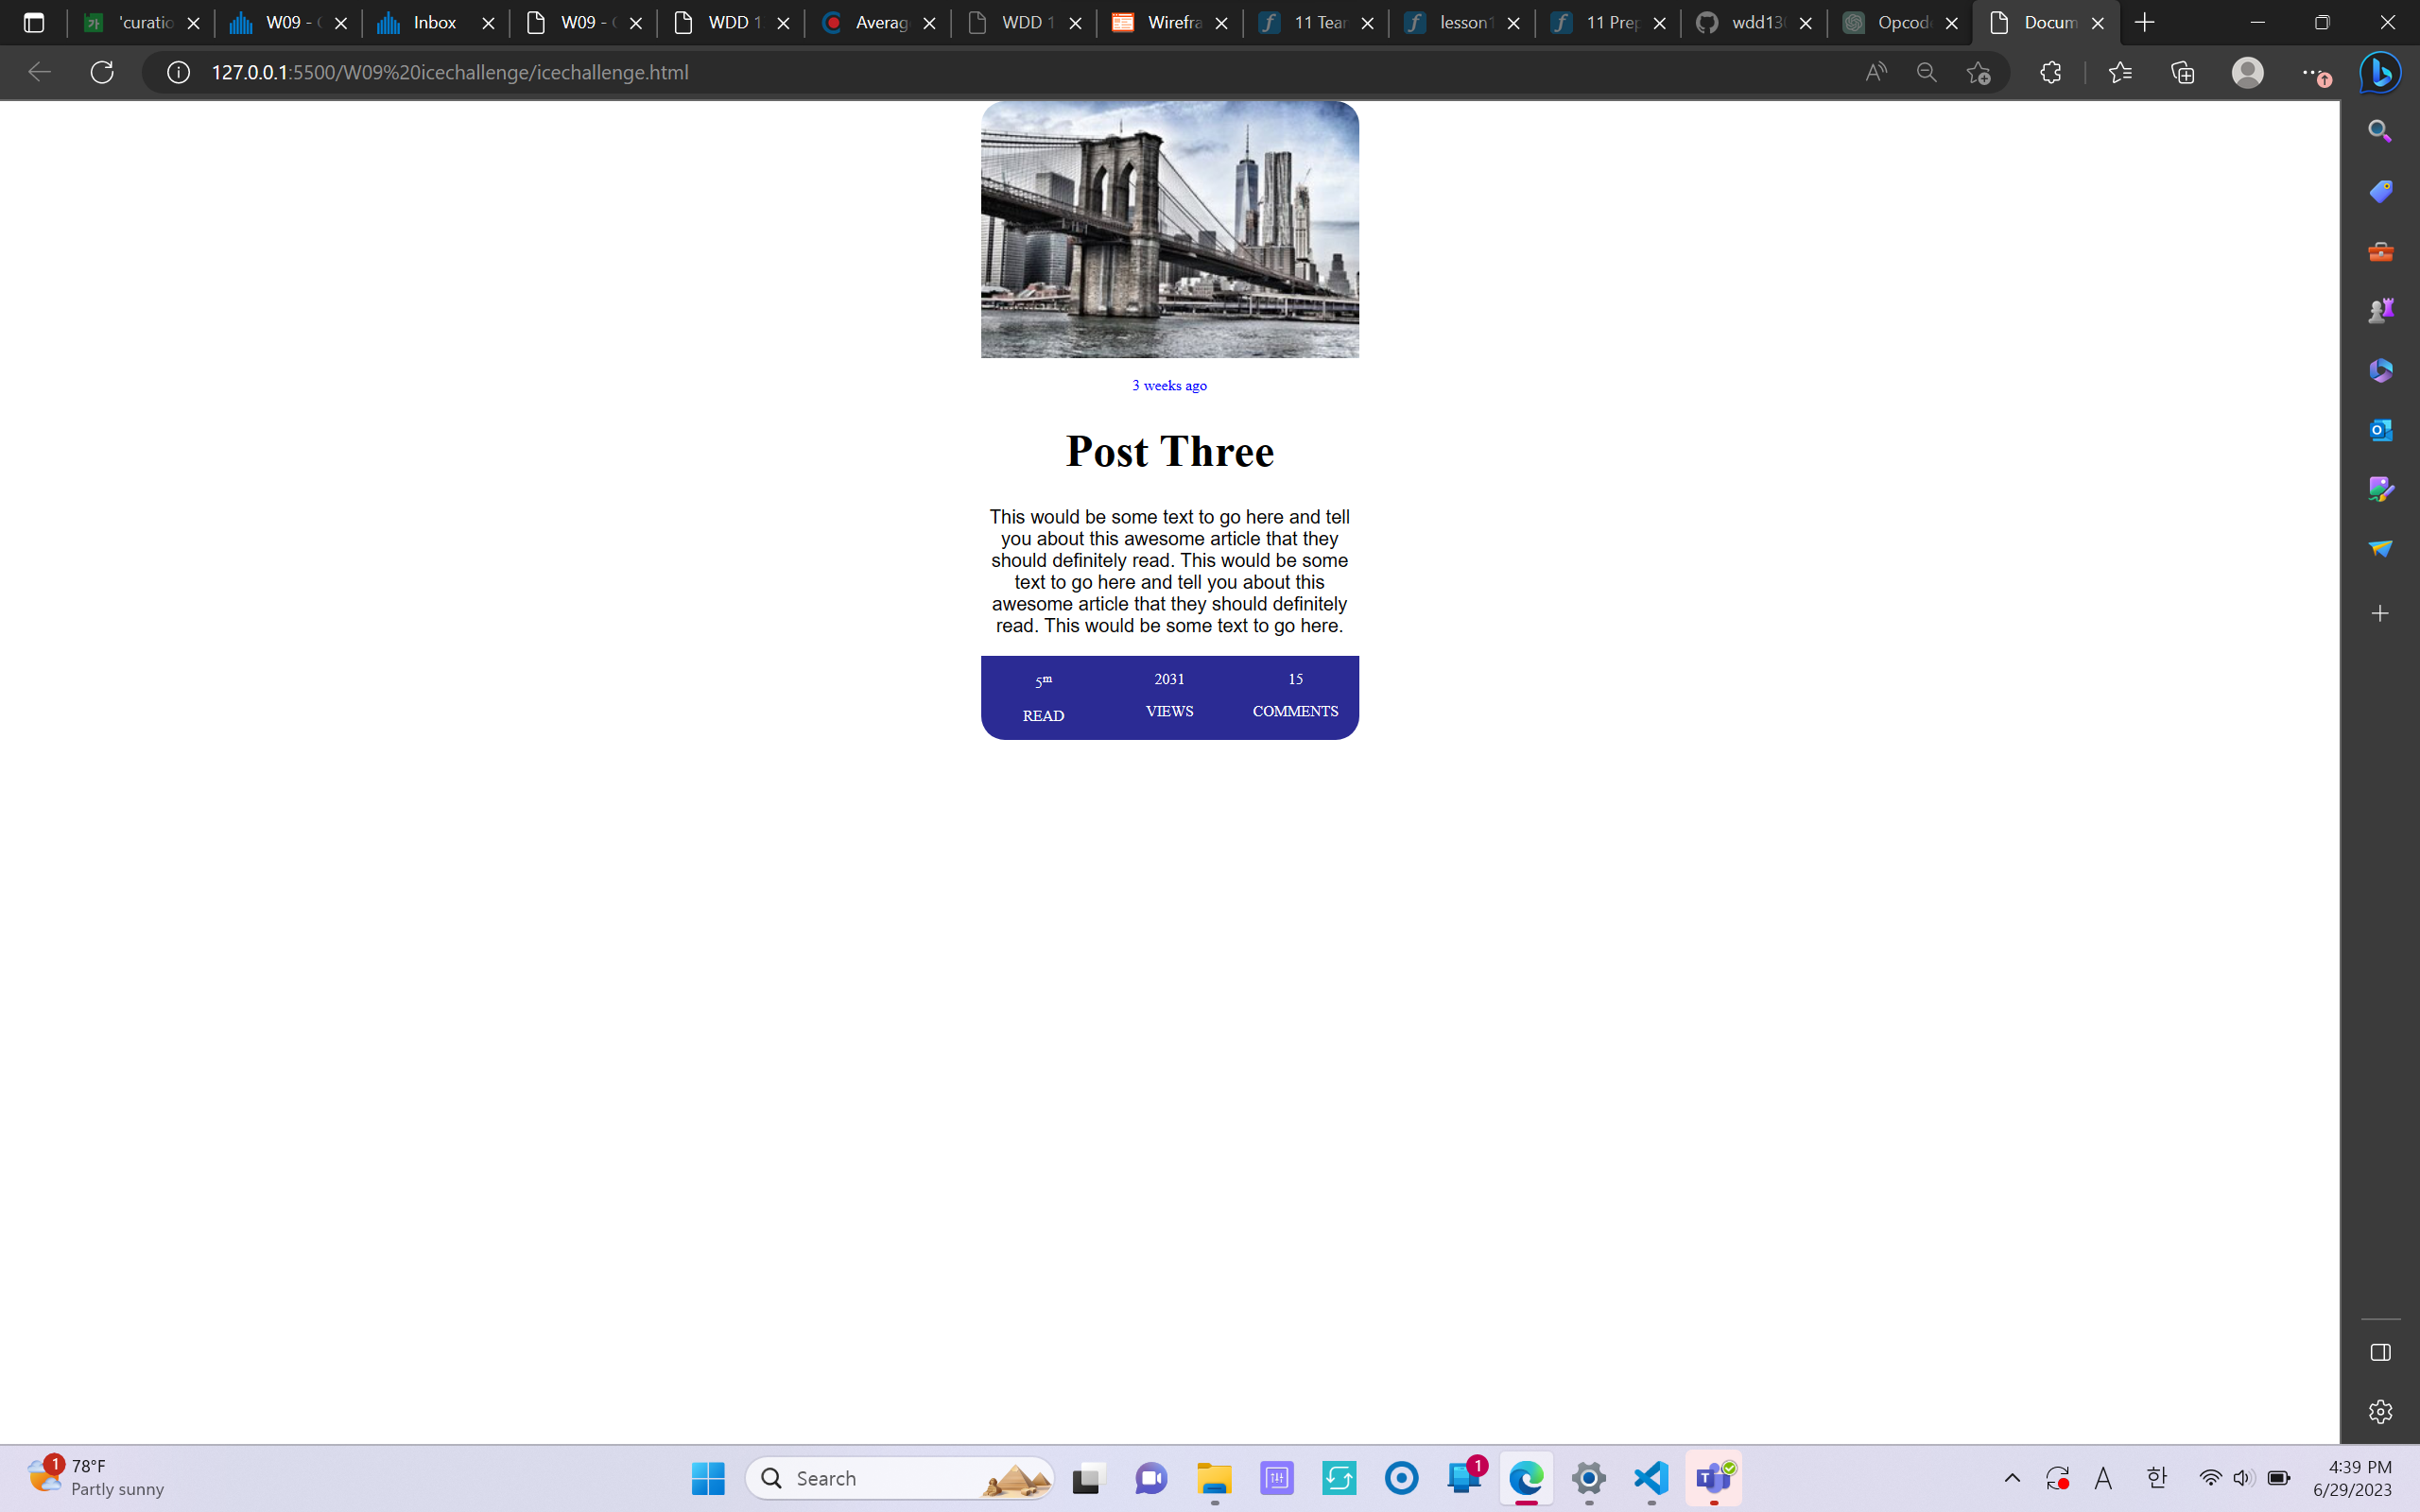 'curatio
W09 - C
Inbox
W09 - C
WDD 1
Averag
WDD 1
Wirefra
11 Tear
lesson1
11 Prep
wdd13
Opcod
Docum
127.0.0.1:5500/W09%20icechallenge/icechallenge.html
3 weeks ago
Post Three
This would be some text to go here and tell
you about this awesome article that they
should definitely read. This would be some
text to go here and tell you about this
awesome article that they should definitely
read. This would be some text to go here.
5m 2031 15
READ VIEWS COMMENTS
1
78°F
Partly sunny
Search
1
A
한
4:39 PM
6/29/2023